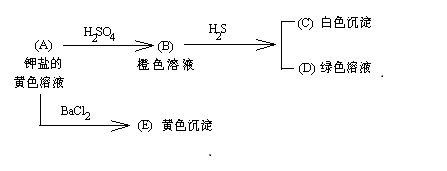 H2SO4
H2S
(C) 白色沉淀
(A)
(B)
钾盐的
橙色溶液
(D) 绿色溶液
黄色溶液
BaCl2
(E) 黄色沉淀